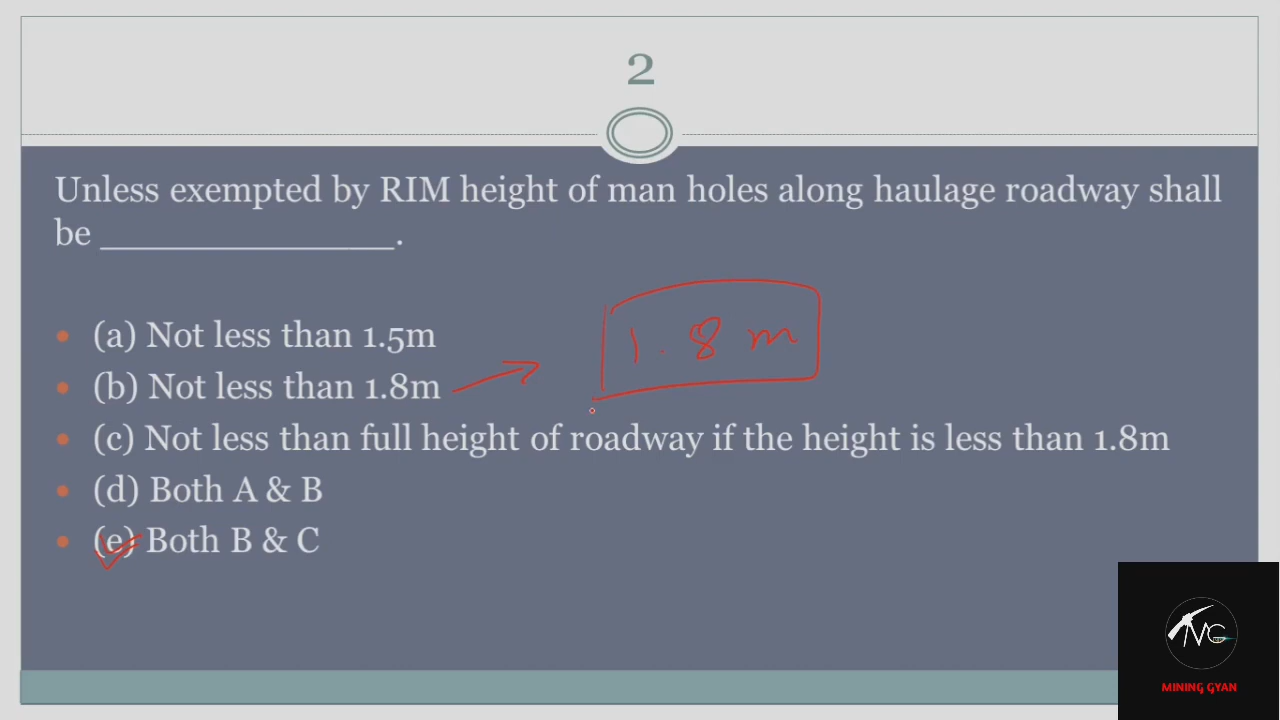 2
Unless exempted by RIM height of man holes along haulage roadway shall
be ______________.
(a) Not less than 1.5m
(b) Not less than 1.8m
1.8 m
(c) Not less than full height of roadway if the height is less than 1.8m
(d) Both A & B
(e) Both B & C
MG
MINING GYAN